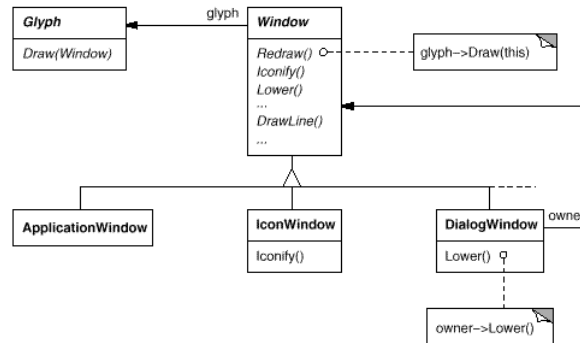 glyph
Glyph
Draw(Window)
Window
Redraw()
Iconify()
Lower()
...
DrawLine()
...
glyph->Draw(this)
ApplicationWindow
IconWindow
Iconify()
DialogWindow
Lower()
owner
owner->Lower()